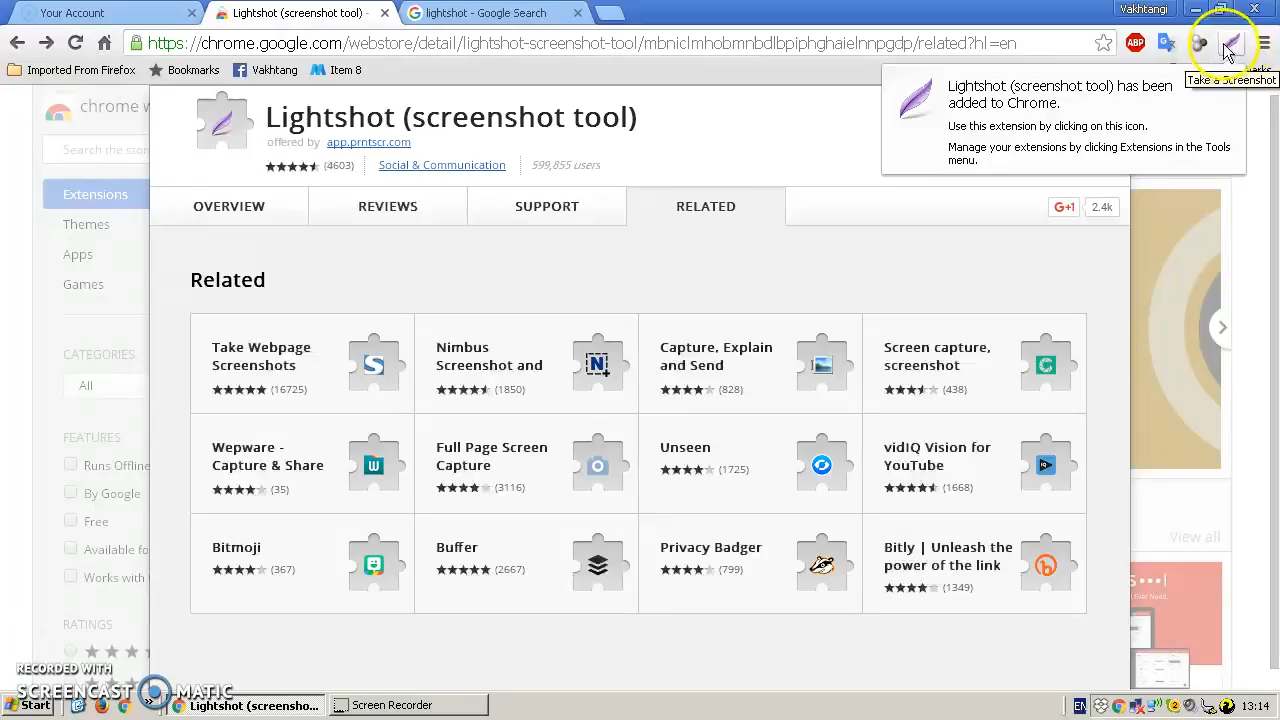 Your Account
Lightshot (screenshot tool) -
lightshot - Google Search
Vakhtangi
https://chrome.google.com/webstore/detail/lightshot-screenshot-tool/mbniclmhobmnbdlbpiphghaielnnpgdp/related?hl=en
ABP
Imported From Firefox
Bookmarks
Vakhtang
Item 8
Take a Screenshot
Lightshot (screenshot tool) has been
added to Chrome.
Use this extension by clicking on this icon.
Manage your extensions by clicking Extensions in the Tools
menu.
chrome w
Search the store
Extensions
Themes
Apps
Games
CATEGORIES
All
FEATURES
Runs Offline
By Google
Free
Available fo
Works with
RATINGS
Lightshot (screenshot tool)
offered by app.prntscr.com
(4603)
Social & Communication
599,855 users
OVERVIEW
REVIEWS
SUPPORT
RELATED
G+1
2.4k
Related
Take Webpage
Screenshots
(16725)
Nimbus
Screenshot and
(1850)
Capture, Explain
and Send
(828)
Screen capture,
screenshot
(438)
Wepware -
Capture & Share
(35)
Full Page Screen
Capture
(3116)
Unseen
(1725)
vidIQ Vision for
YouTube
(1668)
Bitmoji
(367)
Buffer
(2667)
Privacy Badger
(799)
Bitly | Unleash the
power of the link
(1349)
View all
RECORDED WITH
SCREENCAST MATIC
Start
Lightshot (screensho...
Screen Recorder
EN
13:14